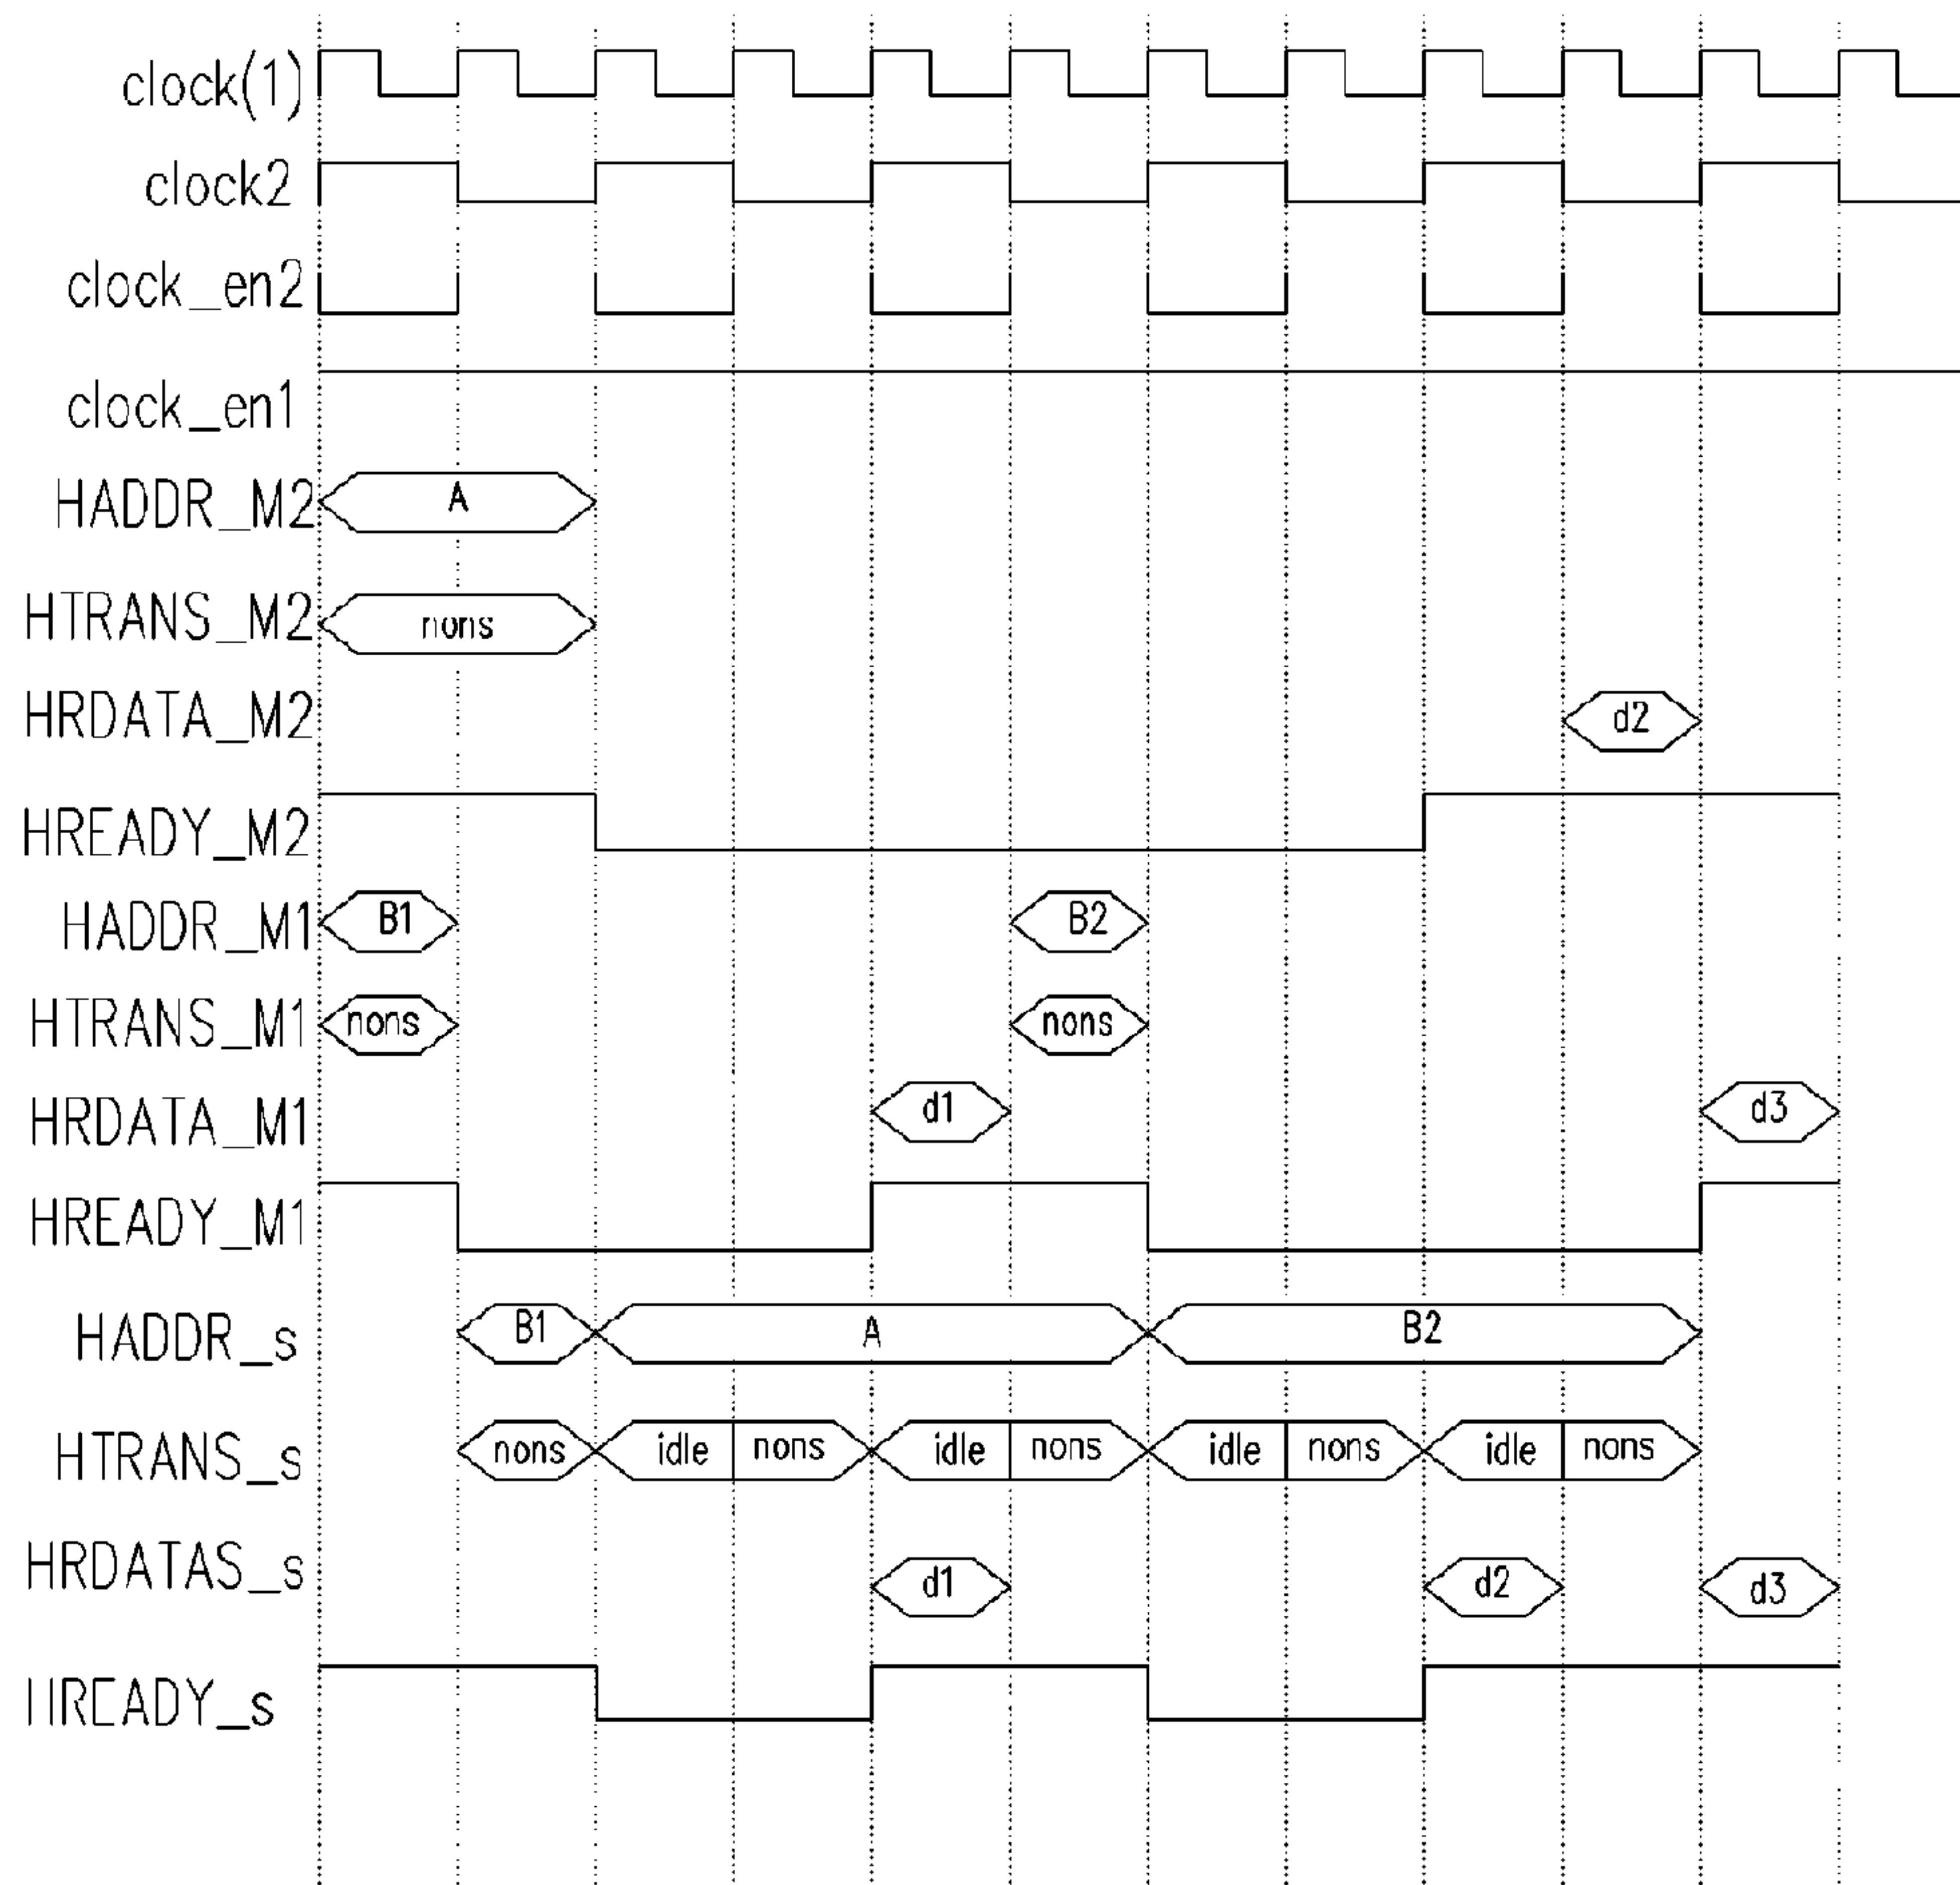 clock(1)
clock2
clock_en2
clock_en1
HADDR_M2 A
HTRANS_M2 nons
HRDATA_M2 d2
HREADY_M2
HADDR_M1 B1 B2
HTRANS_M1 nons nons
HRDATA_M1 d1 d3
HREADY_M1
HADDR_s B1 A B2
HTRANS_s nons idle nons idle nons idle nons idle nons
HRDATAS_s d1 d2 d3
HREADY_s